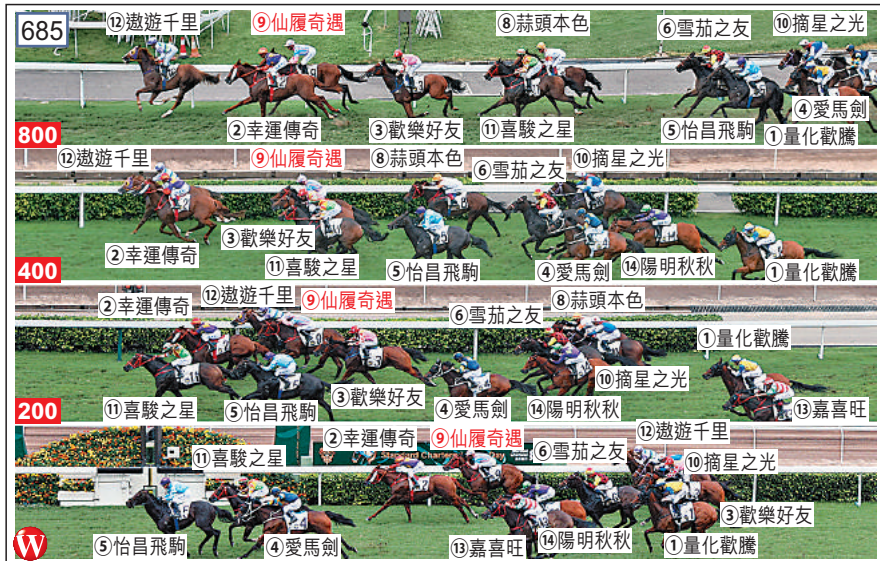 685
⑫遨遊千里 ⑨仙履奇遇 ⑧蒜頭本色 ⑥雪茄之友 ⑩摘星之光
②幸運傳奇 ③歡樂好友 ⑪喜駿之星 ⑤怡昌飛駒 ④愛馬劍
①量化歡騰
800
⑫遨遊千里 ⑨仙履奇遇 ⑧蒜頭本色 ⑥雪茄之友 ⑩摘星之光
②幸運傳奇 ③歡樂好友 ⑪喜駿之星 ⑤怡昌飛駒 ④愛馬劍 ⑭陽明秋秋 ①量化歡騰
400
②幸運傳奇 ⑫遨遊千里 ⑨仙履奇遇 ⑥雪茄之友 ⑧蒜頭本色 ①量化歡騰
⑪喜駿之星 ⑤怡昌飛駒 ③歡樂好友 ④愛馬劍 ⑭陽明秋秋 ⑩摘星之光 ⑬嘉喜旺
200
⑪喜駿之星 ②幸運傳奇 ⑨仙履奇遇 ⑥雪茄之友 ⑫遨遊千里 ⑩摘星之光
Standard Chartered
⑤怡昌飛駒 ④愛馬劍 ⑬嘉喜旺 ⑭陽明秋秋 ①量化歡騰 ③歡樂好友
W